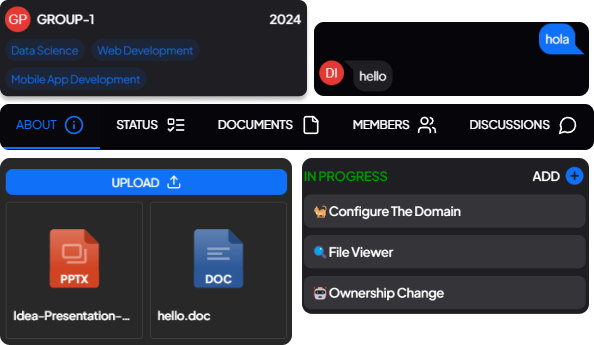 GP GROUP-1 2024
Data Science Web Development
Mobile App Development
hola
DI hello
ABOUT STATUS DOCUMENTS MEMBERS DISCUSSIONS
UPLOAD
PPTX DOC
Idea-Presentation-... hello.doc
IN PROGRESS ADD
Configure The Domain
File Viewer
Ownership Change